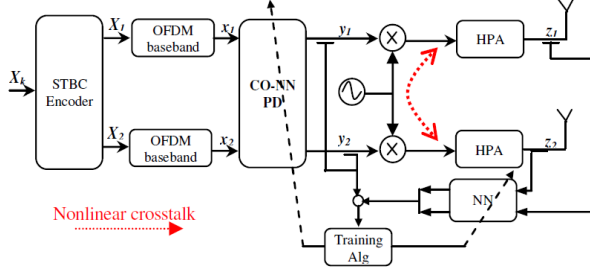 X1
OFDM
baseband
x1
y1
HPA
z1
Xk
STBC
Encoder
CO-NN
PD
X2
OFDM
baseband
x2
y2
HPA
z2
NN
Nonlinear crosstalk
Training
Alg